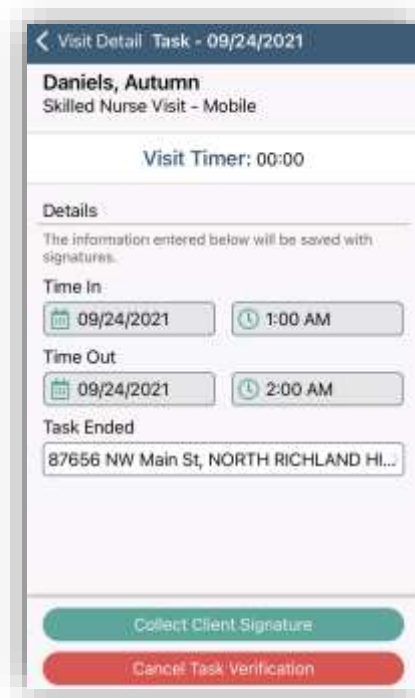 Visit Detail Task - 09/24/2021
Daniels, Autumn
Skilled Nurse Visit - Mobile
Visit Timer: 00:00
Details
The information entered below will be saved with
signatures.
Time In
09/24/2021 1:00 AM
Time Out
09/24/2021 2:00 AM
Task Ended
87656 NW Main St, NORTH RICHLAND HI...
Collect Client Signature
Cancel Task Verification